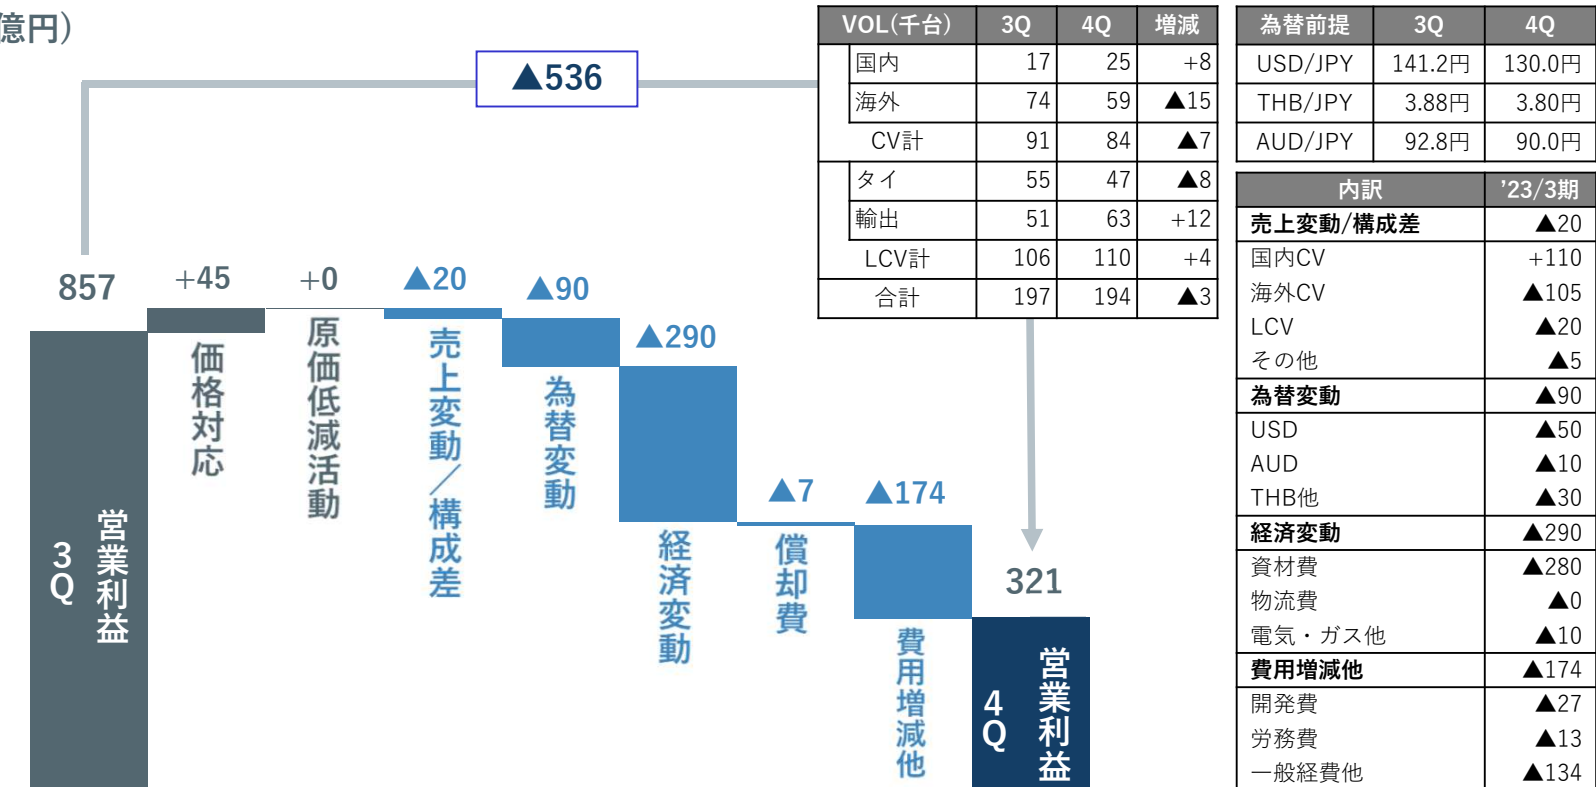 億円)
▲536
857
+45
+0
▲20
▲90
▲290
▲7
▲174
321
3Q
営業利益
価格対応
原価低減活動
売上変動／構成差
為替変動
経済変動
償却費
費用増減他
4Q
営業利益
VOL(千台) 3Q 4Q 増減
国内 17 25 +8
海外 74 59 ▲15
CV計 91 84 ▲7
タイ 55 47 ▲8
輸出 51 63 +12
LCV計 106 110 +4
合計 197 194 ▲3
為替前提 3Q 4Q
USD/JPY 141.2円 130.0円
THB/JPY 3.88円 3.80円
AUD/JPY 92.8円 90.0円
内訳 ’23/3期
売上変動/構成差 ▲20
国内CV +110
海外CV ▲105
LCV ▲20
その他 ▲5
為替変動 ▲90
USD ▲50
AUD ▲10
THB他 ▲30
経済変動 ▲290
資材費 ▲280
物流費 ▲0
電気・ガス他 ▲10
費用増減他 ▲174
開発費 ▲27
労務費 ▲13
一般経費他 ▲134